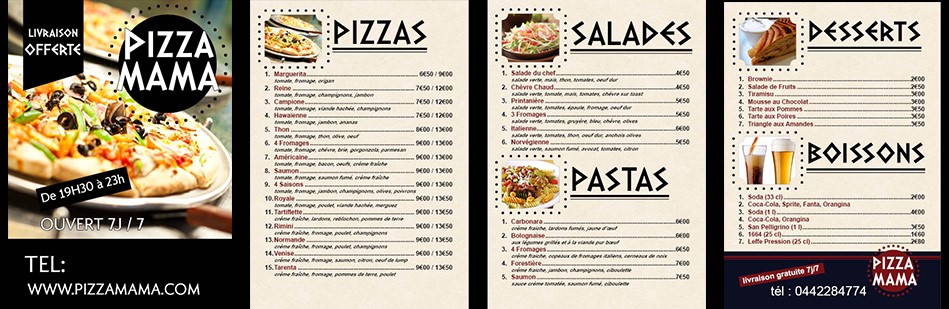 LIVRAISON
OFFERTE
PIZZA
MAMA
De 19H30 à 23h
OUVERT 7J / 7
TEL:
WWW.PIZZAMAMA.COM
PIZZAS
1. Marguerita 6€50 / 9€00
tomate, fromage, origan
2. Reine 7€50 / 12€00
tomate, fromage, champignons, jambon
3. Campione 7€50 / 12€00
tomate, fromage, viande hachée, champignons
4. Hawaienne 7€50 / 12€00
tomate, fromage, jambon, ananas
5. Thon 8€00 / 13€00
tomate, fromage, thon, olive, oeuf
6. 4 Fromages 9€00 / 13€50
tomate, fromage, chèvre, brie, gorgonzola, parmesan
7. Américaine 9€00 / 13€50
tomate, fromage, bacon, oeufs, crème fraîche
8. Saumon 9€00 / 13€50
tomate, fromage, saumon fumé, crème fraîche
9. 4 Saisons 9€00 / 13€50
tomate, fromage, jambon, champignons, olives, poivrons
10. Royale 9€00 / 13€50
tomate, fromage, poulet, viande hachée, merguez
11. Tartiflette 9€00 / 13€50
crème fraîche, lardons, reblochon, pommes de terre
12. Rimini 9€00 / 13€50
crème fraîche, fromage, poulet, champignons
13. Normande 9€00 / 13€50
crème fraîche, fromage, poulet, champignons
14. Venise 9€00 / 13€50
crème fraîche, fromage, saumon, citron, oeuf de lump
15. Tarenta 9€00 / 13€50
crème fraîche, fromage, pommes de terre, poulet
SALADES
1. Salade du chef 4€50
salade verte, maïs, thon, tomates, oeuf dur
2. Chèvre Chaud 4€50
salade verte, tomate, maïs, tomates, chèvre sur toast
3. Printanière 5€50
salade verte, tomates, épaule, fromage, oeuf dur
4. 3 Fromages 5€50
salade verte, tomates, gruyère, bleu, chèvre, olives
5. Italienne 6€00
salade verte, tomates, thon, oeuf dur, anchois olives
6. Norvégienne 5€50
salade verte, saumon fumé, avocat, tomates, citron
PASTAS
1. Carbonara 6€00
crème fraiche, lardons fumés, jaune d'œuf
2. Bolognaise 6€00
aux légumes grillés et à la viande pur bœuf
3. 4 Fromages 6€50
crème fraiche, copeaux de fromages italiens, cerneaux de noix
4. Forestière 7€50
crème fraiche, jambon, champignons, ciboulette
5. Saumon 7€50
sauce crème tomatée, saumon fumé, ciboulette
DESSERTS
1. Brownie 2€00
2. Salade de Fruits 2€50
3. Tiramisu 3€00
4. Mousse au Chocolat 3€00
5. Tarte aux Pommes 3€50
6. Tarte aux Poires 3€50
7. Triangle aux Amandes 3€50
BOISSONS
1. Soda (33 cl) 2€00
2. Coca-Cola, Sprite, Fanta, Orangina
3. Soda (1 l) 4€00
4. Coca-Cola, Orangina
5. San Pelligrino (1 l) 3€50
6. 1664 (25 cl) 1€60
7. Leffe Pression (25 cl) 2€80
livraison gratuite 7j/7
tél : 0442284774
PIZZA
MAMA